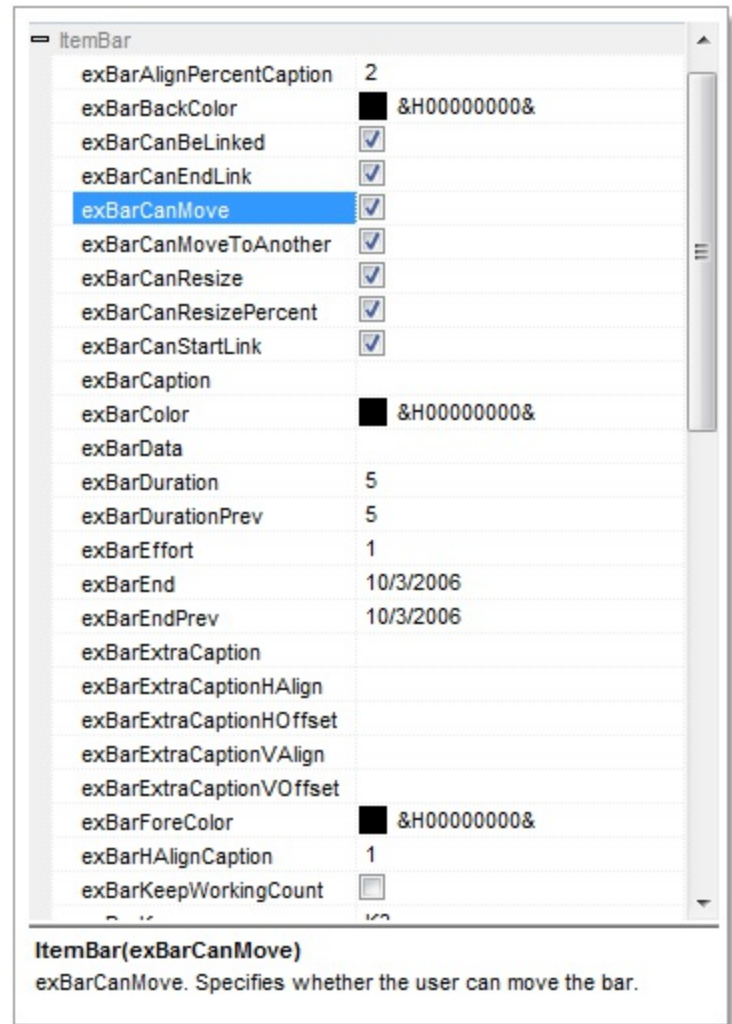 ItemBar
exBarAlignPercentCaption 2
exBarBackColor &H00000000&
exBarCanBeLinked
exBarCanEndLink
exBarCanMove
exBarCanMoveToAnother
exBarCanResize
exBarCanResizePercent
exBarCanStartLink
exBarCaption
exBarColor &H00000000&
exBarData
exBarDuration 5
exBarDurationPrev 5
exBarEffort 1
exBarEnd 10/3/2006
exBarEndPrev 10/3/2006
exBarExtraCaption
exBarExtraCaptionHAlign
exBarExtraCaptionHOffset
exBarExtraCaptionVAlign
exBarExtraCaptionVOffset
exBarForeColor &H00000000&
exBarHAlignCaption 1
exBarKeepWorkingCount
ItemBar(exBarCanMove)
exBarCanMove. Specifies whether the user can move the bar.